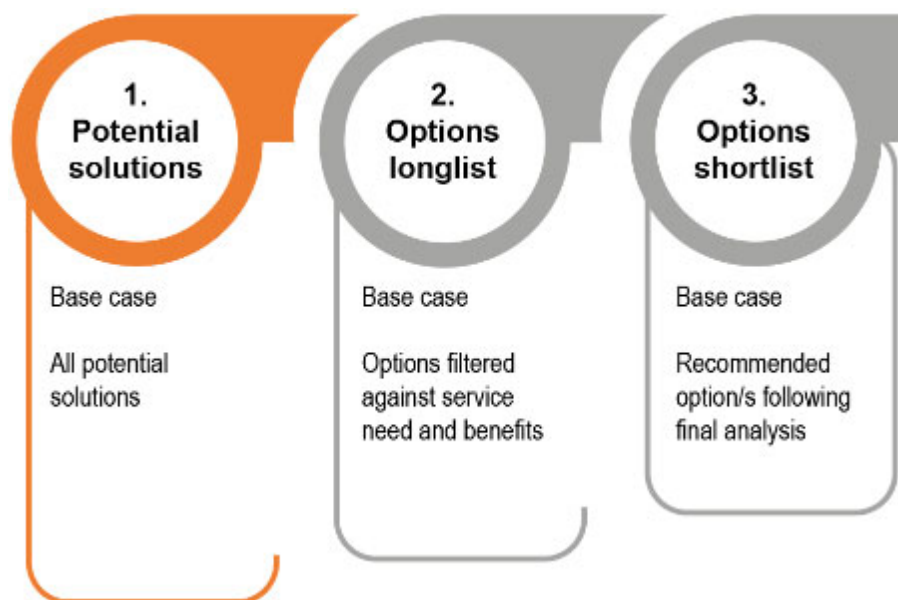 1.
Potential
solutions
Base case
All potential
solutions
2.
Options
longlist
Base case
Options filtered
against service
need and benefits
3.
Options
shortlist
Base case
Recommended
option/s following
final analysis